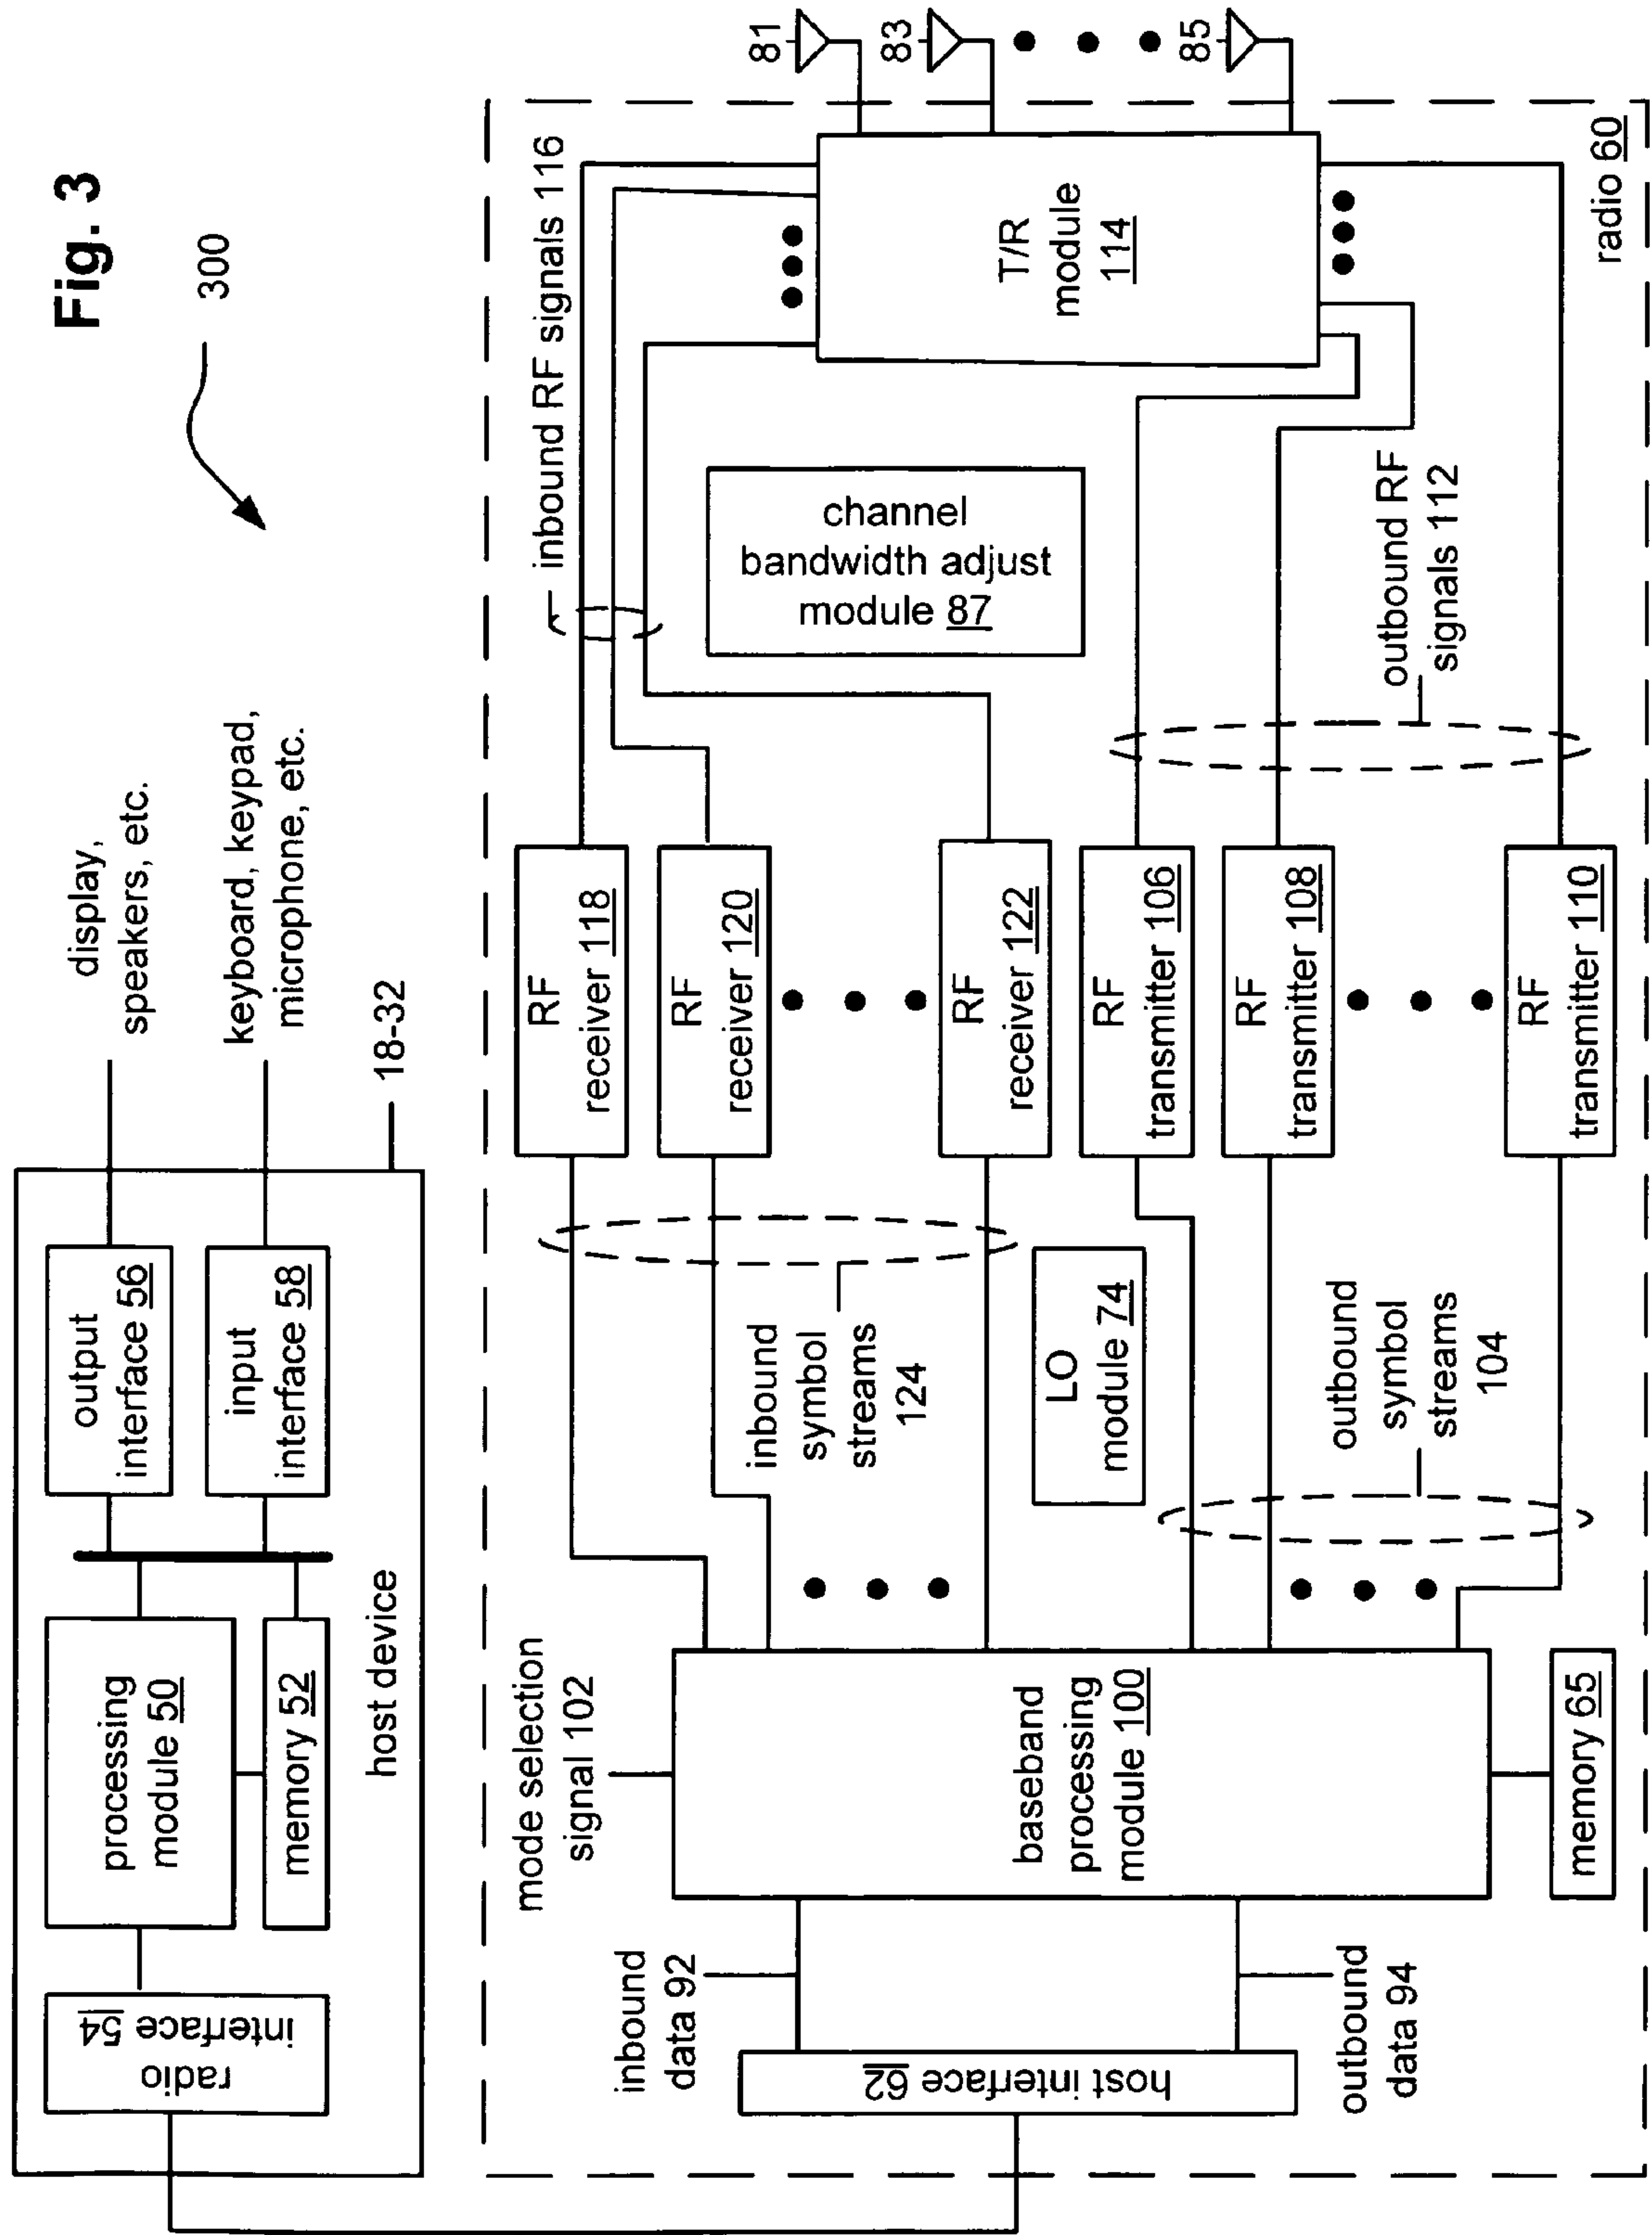 Fig. 3
300
display,
speakers, etc.
keyboard, keypad,
microphone, etc.
18-32
output
interface 56
input
interface 58
processing
module 50
memory 52
radio
interface 54
host device
radio 60
host interface 62
inbound
data 92
outbound
data 94
mode selection
signal 102
baseband
processing
module 100
memory 65
inbound
symbol
streams
124
LO
module 74
outbound
symbol
streams
104
RF
receiver 118
RF
receiver 120
RF
receiver 122
RF
transmitter 106
RF
transmitter 108
RF
transmitter 110
inbound RF signals 116
channel
bandwidth adjust
module 87
outbound RF
signals 112
T/R
module
114
81
83
85